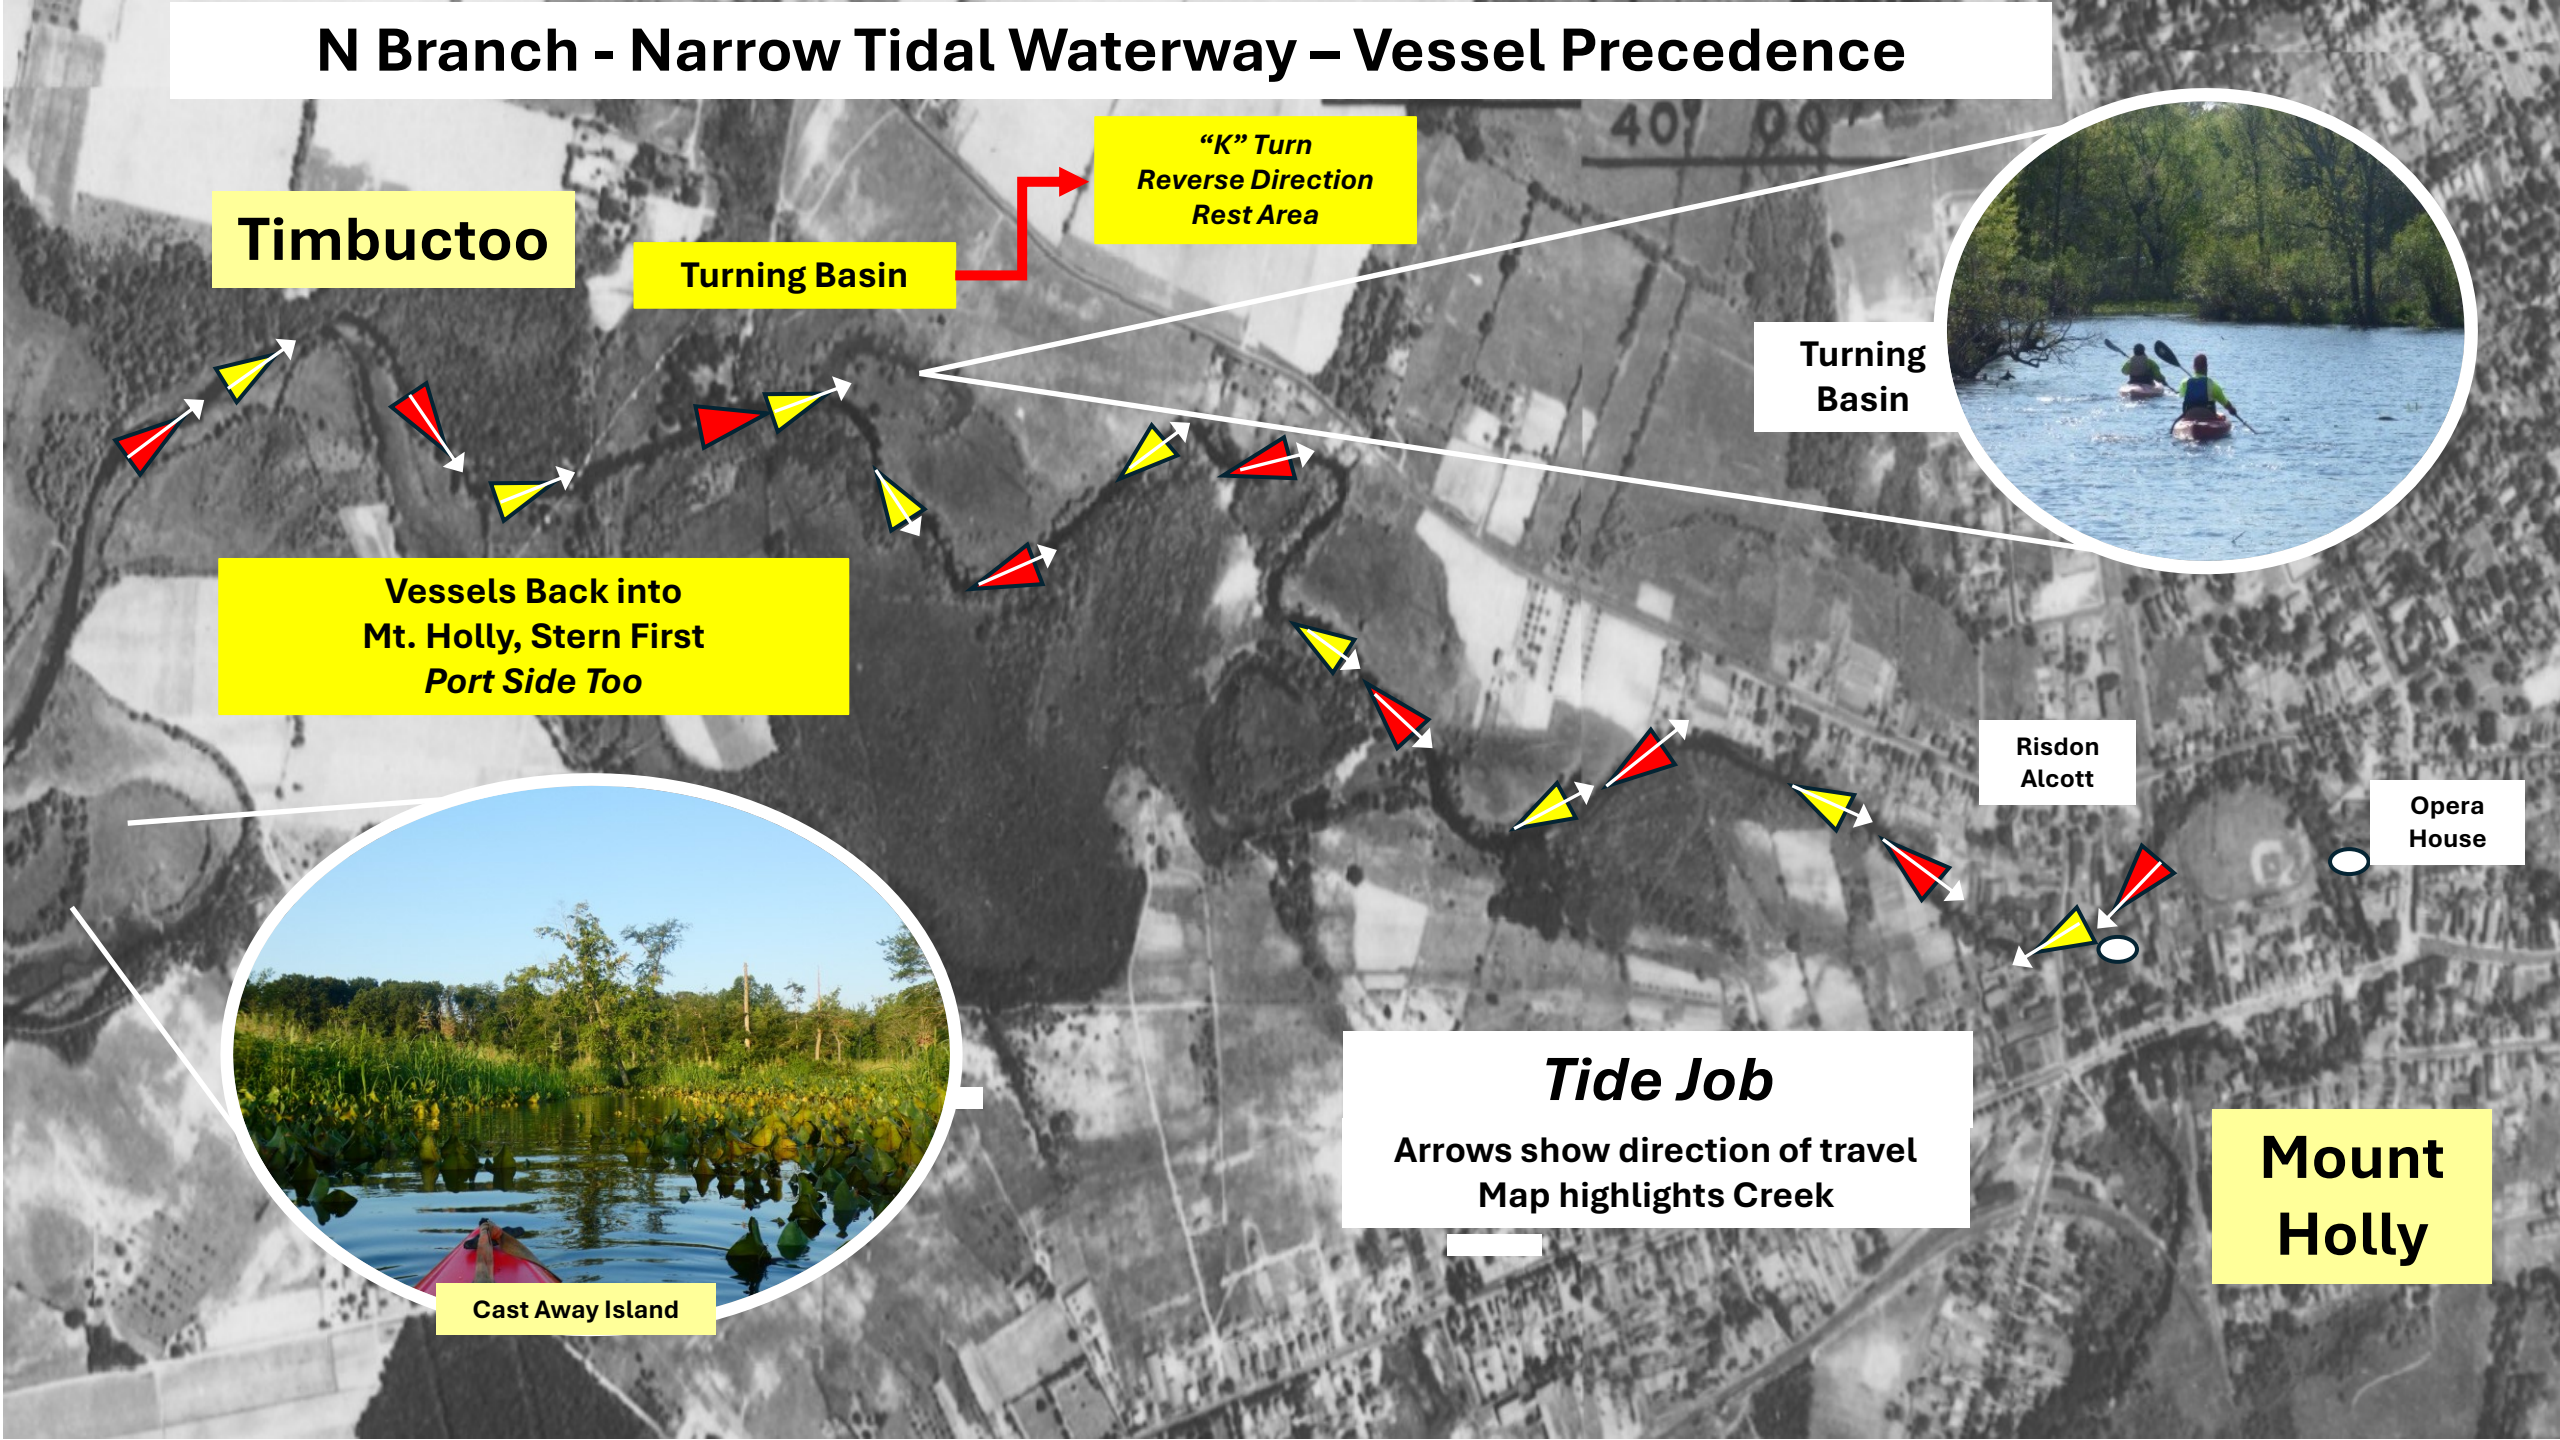 N Branch - Narrow Tidal Waterway – Vessel Precedence
40° 00
“K” Turn
Reverse Direction
Rest Area
Timbuctoo
Turning Basin
Turning
Basin
Vessels Back into
Mt. Holly, Stern First
Port Side Too
Risdon
Alcott
Opera
House
Tide Job
Arrows show direction of travel
Map highlights Creek
Mount
Holly
Cast Away Island